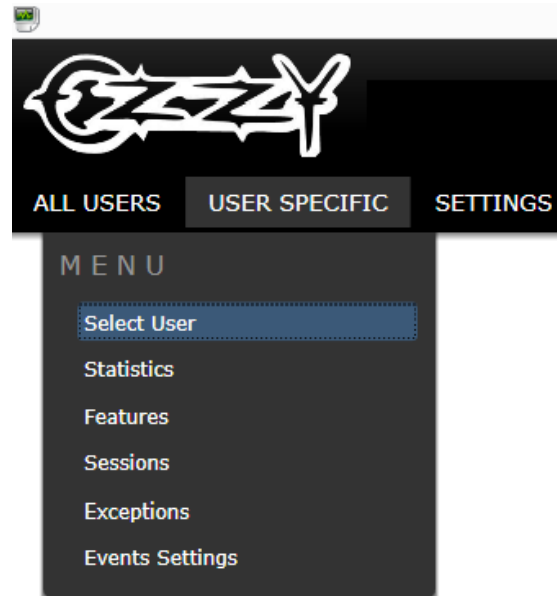 OZZY
ALL USERS USER SPECIFIC SETTINGS
MENU
Select User
Statistics
Features
Sessions
Exceptions
Events Settings